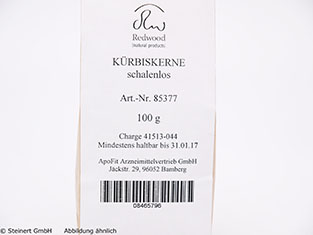 Redwood
natural products
KÜRBISKERNE
schalenlos
Art.-Nr. 85377
100 g
Charge 41513-044
Mindestens haltbar bis 31.01.17
ApoFit Arzneimittelvertrieb GmbH
Jäckstr. 29, 96052 Bamberg
08465796
© Steinert GmbH Abbildung ähnlich